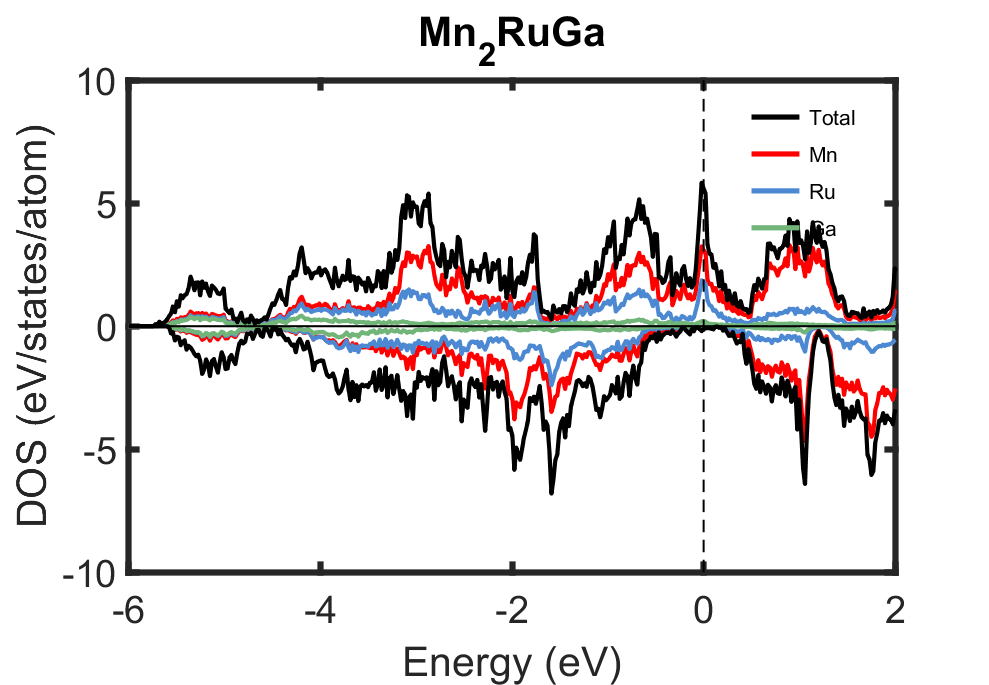 Mn2RuGa
10
5
0
-5
-10
-6 -4 -2 0 2
DOS (eV/states/atom)
Energy (eV)
Total
Mn
Ru
Ga